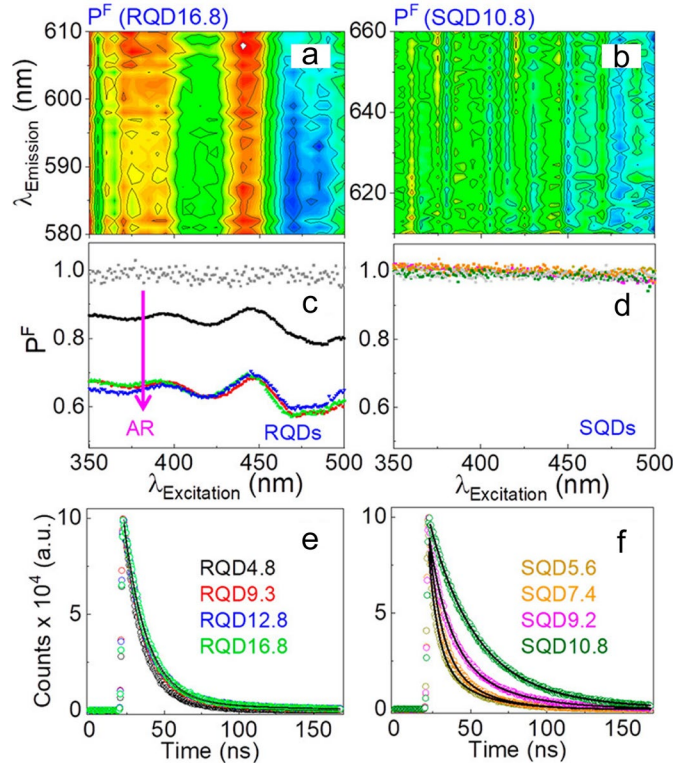 P^F (RQD16.8)
P^F (SQD10.8)
a
b
610
600
590
580
λEmission (nm)
660
640
620
c
d
1.0
0.8
0.6
P^F
AR
RQDs
350 400 450 500
λExcitation (nm)
1.0
0.8
0.6
SQDs
350 400 450 500
λExcitation (nm)
e
f
10
5
0
Counts x 10^4 (a.u.)
RQD4.8
RQD9.3
RQD12.8
RQD16.8
0 50 100 150
Time (ns)
10
5
0
SQD5.6
SQD7.4
SQD9.2
SQD10.8
0 50 100 150
Time (ns)